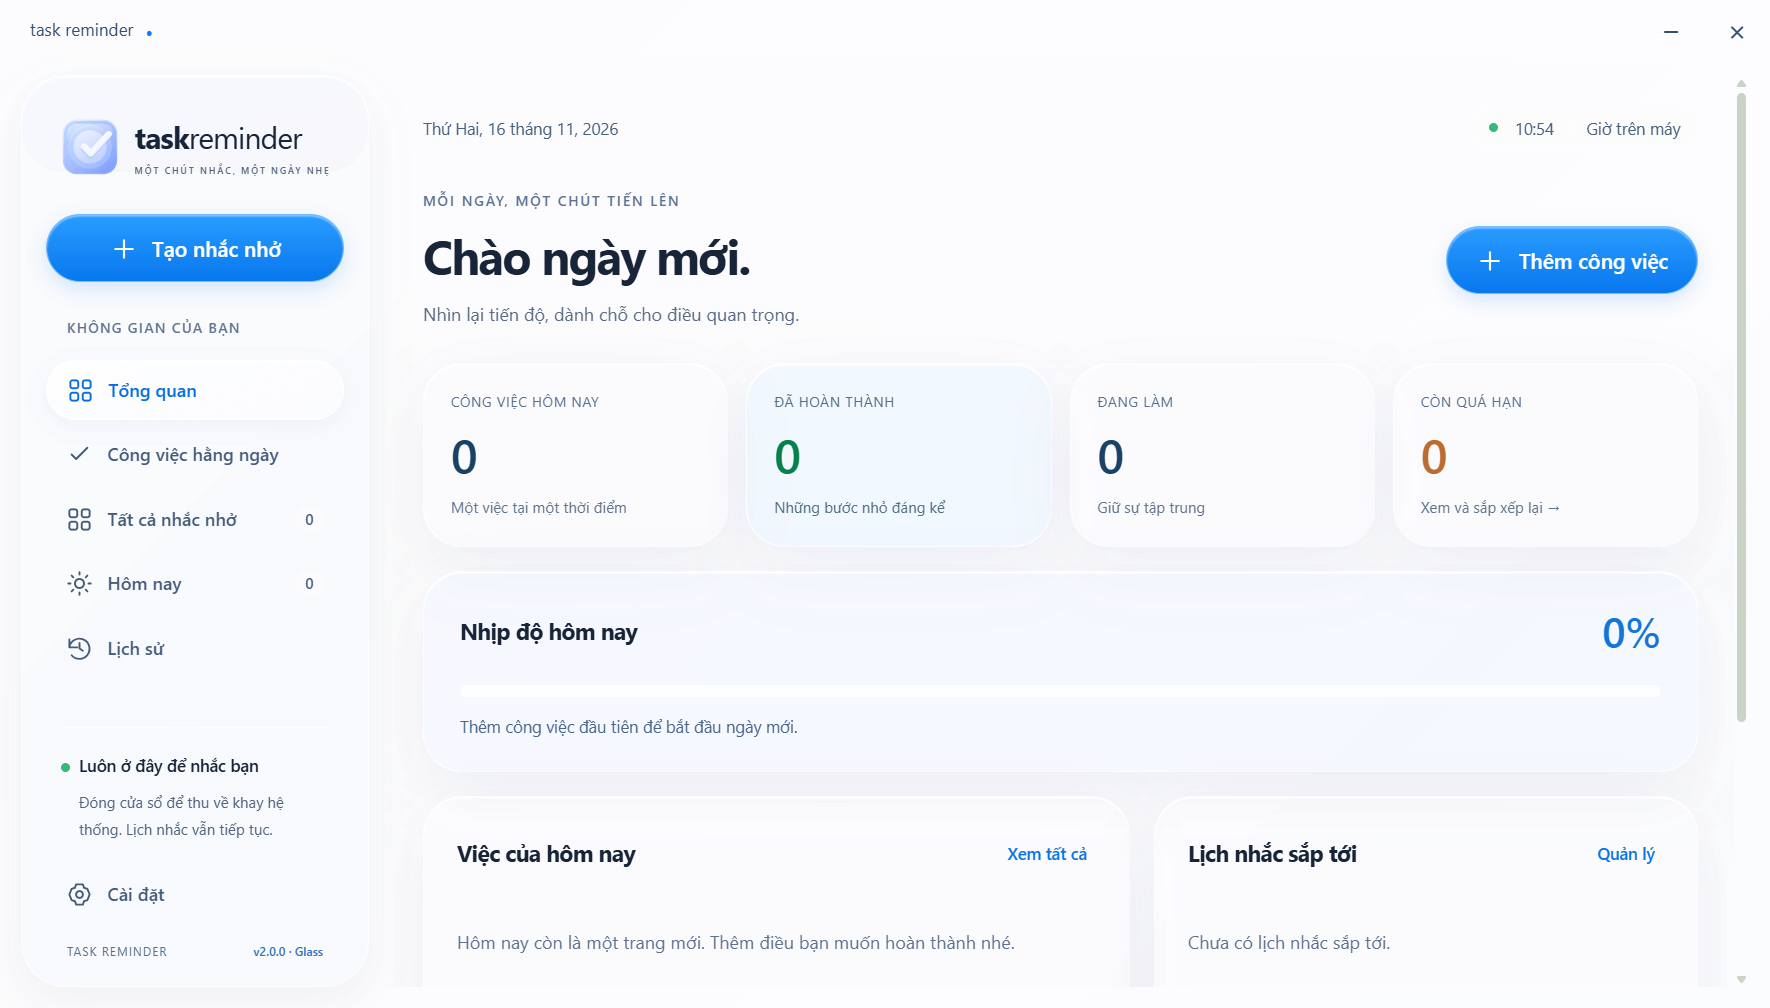 task reminder
taskreminder
MỘT CHÚT NHẮC, MỘT NGÀY NHẸ
Tạo nhắc nhở
KHÔNG GIAN CỦA BẠN
Tổng quan
Công việc hằng ngày
Tất cả nhắc nhở 0
Hôm nay 0
Lịch sử
Luôn ở đây để nhắc bạn
Đóng cửa sổ để thu về khay hệ
thống. Lịch nhắc vẫn tiếp tục.
Cài đặt
TASK REMINDER v2.0.0 · Glass
Thứ Hai, 16 tháng 11, 2026
10:54 Giờ trên máy
MỖI NGÀY, MỘT CHÚT TIẾN LÊN
Chào ngày mới.
Nhìn lại tiến độ, dành chỗ cho điều quan trọng.
Thêm công việc
CÔNG VIỆC HÔM NAY
0
Một việc tại một thời điểm
ĐÃ HOÀN THÀNH
0
Những bước nhỏ đáng kể
ĐANG LÀM
0
Giữ sự tập trung
CÒN QUÁ HẠN
0
Xem và sắp xếp lại →
Nhịp độ hôm nay 0%
Thêm công việc đầu tiên để bắt đầu ngày mới.
Việc của hôm nay Xem tất cả
Hôm nay còn là một trang mới. Thêm điều bạn muốn hoàn thành nhé.
Lịch nhắc sắp tới Quản lý
Chưa có lịch nhắc sắp tới.